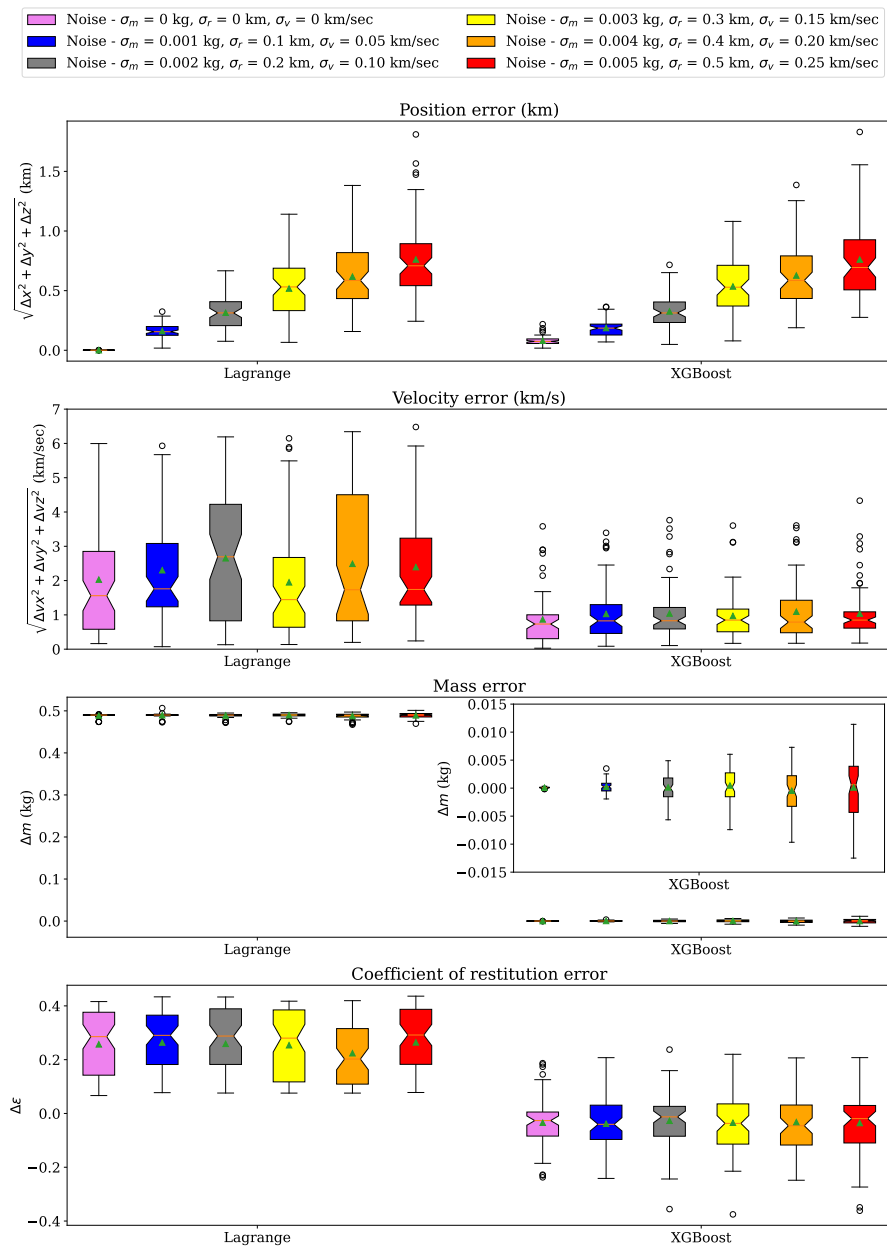 Noise - σm = 0 kg, σr = 0 km, σv = 0 km/sec
Noise - σm = 0.001 kg, σr = 0.1 km, σv = 0.05 km/sec
Noise - σm = 0.002 kg, σr = 0.2 km, σv = 0.10 km/sec
Noise - σm = 0.003 kg, σr = 0.3 km, σv = 0.15 km/sec
Noise - σm = 0.004 kg, σr = 0.4 km, σv = 0.20 km/sec
Noise - σm = 0.005 kg, σr = 0.5 km, σv = 0.25 km/sec
Position error (km)
√Δx² + Δy² + Δz² (km)
1.5
1.0
0.5
0.0
Lagrange
XGBoost
Velocity error (km/s)
√Δvx² + Δvy² + Δvz² (km/sec)
7
6
5
4
3
2
1
0
Lagrange
XGBoost
Mass error
Δm (kg)
0.5
0.4
0.3
0.2
0.1
0.0
Δm (kg)
0.015
0.010
0.005
0.000
−0.005
−0.010
−0.015
XGBoost
Lagrange
XGBoost
Coefficient of restitution error
Δε
0.4
0.2
0.0
−0.2
−0.4
Lagrange
XGBoost